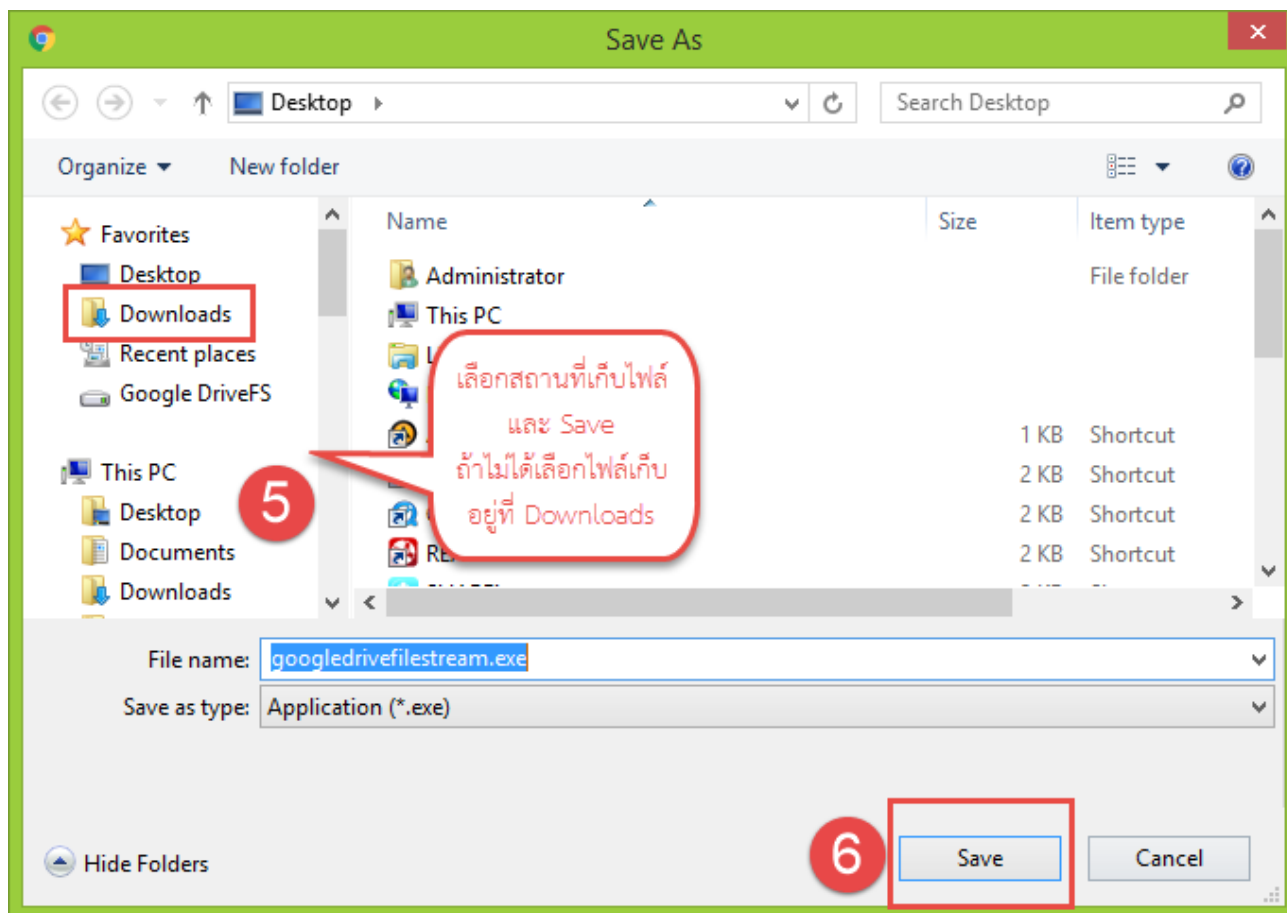 Save As
Desktop
Search Desktop
Organize
New folder
Name
Size
Item type
Favorites
Desktop
Downloads
Recent places
Google DriveFS
This PC
Desktop
Documents
Downloads
Administrator
File folder
This PC
เลือกสถานที่เก็บไฟล์
และ Save
ถ้าไม่ได้เลือกไฟล์เก็บ
อยู่ที่ Downloads
1 KB Shortcut
2 KB Shortcut
2 KB Shortcut
2 KB Shortcut
5
File name: googledrivefilestream.exe
Save as type: Application (*.exe)
Hide Folders
6
Save
Cancel